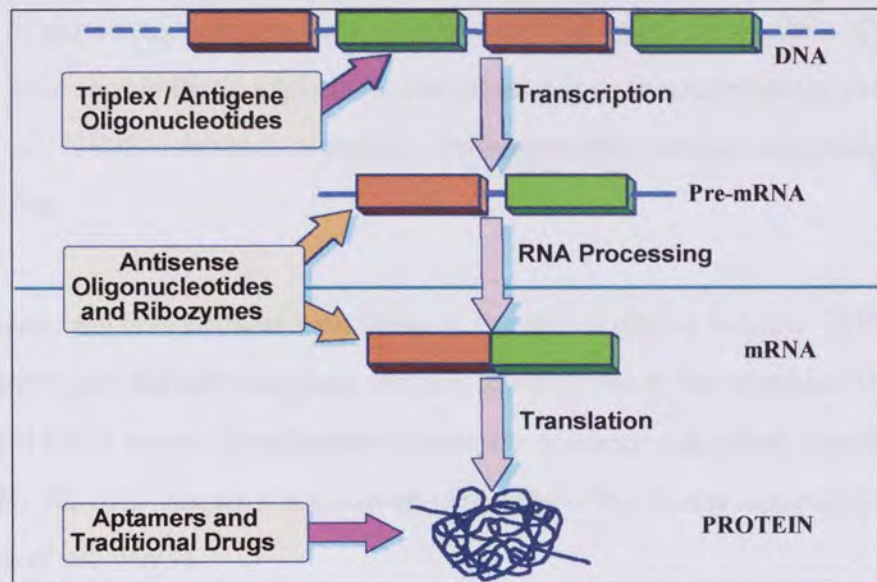 DNA
Triplex / Antigene
Oligonucleotides
Transcription
Pre-mRNA
Antisense
Oligonucleotides
and Ribozymes
RNA Processing
mRNA
Translation
Aptamers and
Traditional Drugs
PROTEIN